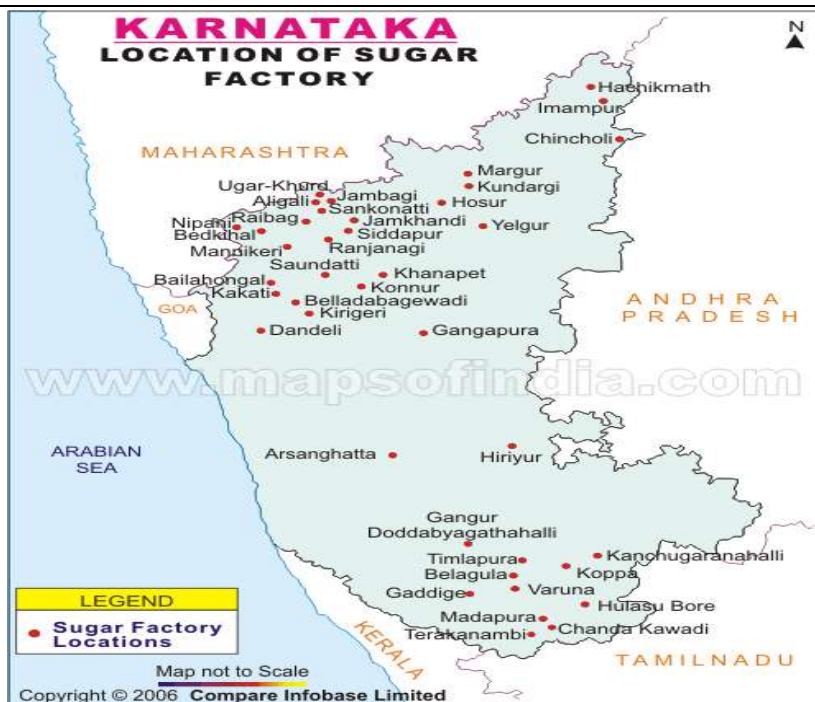 KARNATAKA
LOCATION OF SUGAR
FACTORY
N
Hachikmath
Imampur
Chincholi
MAHARASHTRA
Margur
Kundargi
Ugar-Khurd
Jambagi
Aligali
Sankonatti
Hosur
Nipani
Raibag
Jamkhandi
Yelgur
Bedkihal
Siddapur
Mannikeri
Ranjanagi
Saundatti
Khanapet
Bailahongal
Konnur
Kakati
Belladabagewadi
GOA
Kirigeri
ANDHRA
PRADESH
Dandeli
Gangapura
www.mapsofindia.com
ARABIAN
SEA
Arsanghatta
Hiriyur
Gangur
Doddabyagathahalli
Timlapura
Kanchugaranahalli
Belagula
Koppa
Gaddige
Varuna
Hulasu Bore
Madapura
Terakanambi
Chanda Kawadi
KERALA
TAMILNADU
LEGEND
Sugar Factory
Locations
Map not to Scale
Copyright © 2006 Compare Infobase Limited